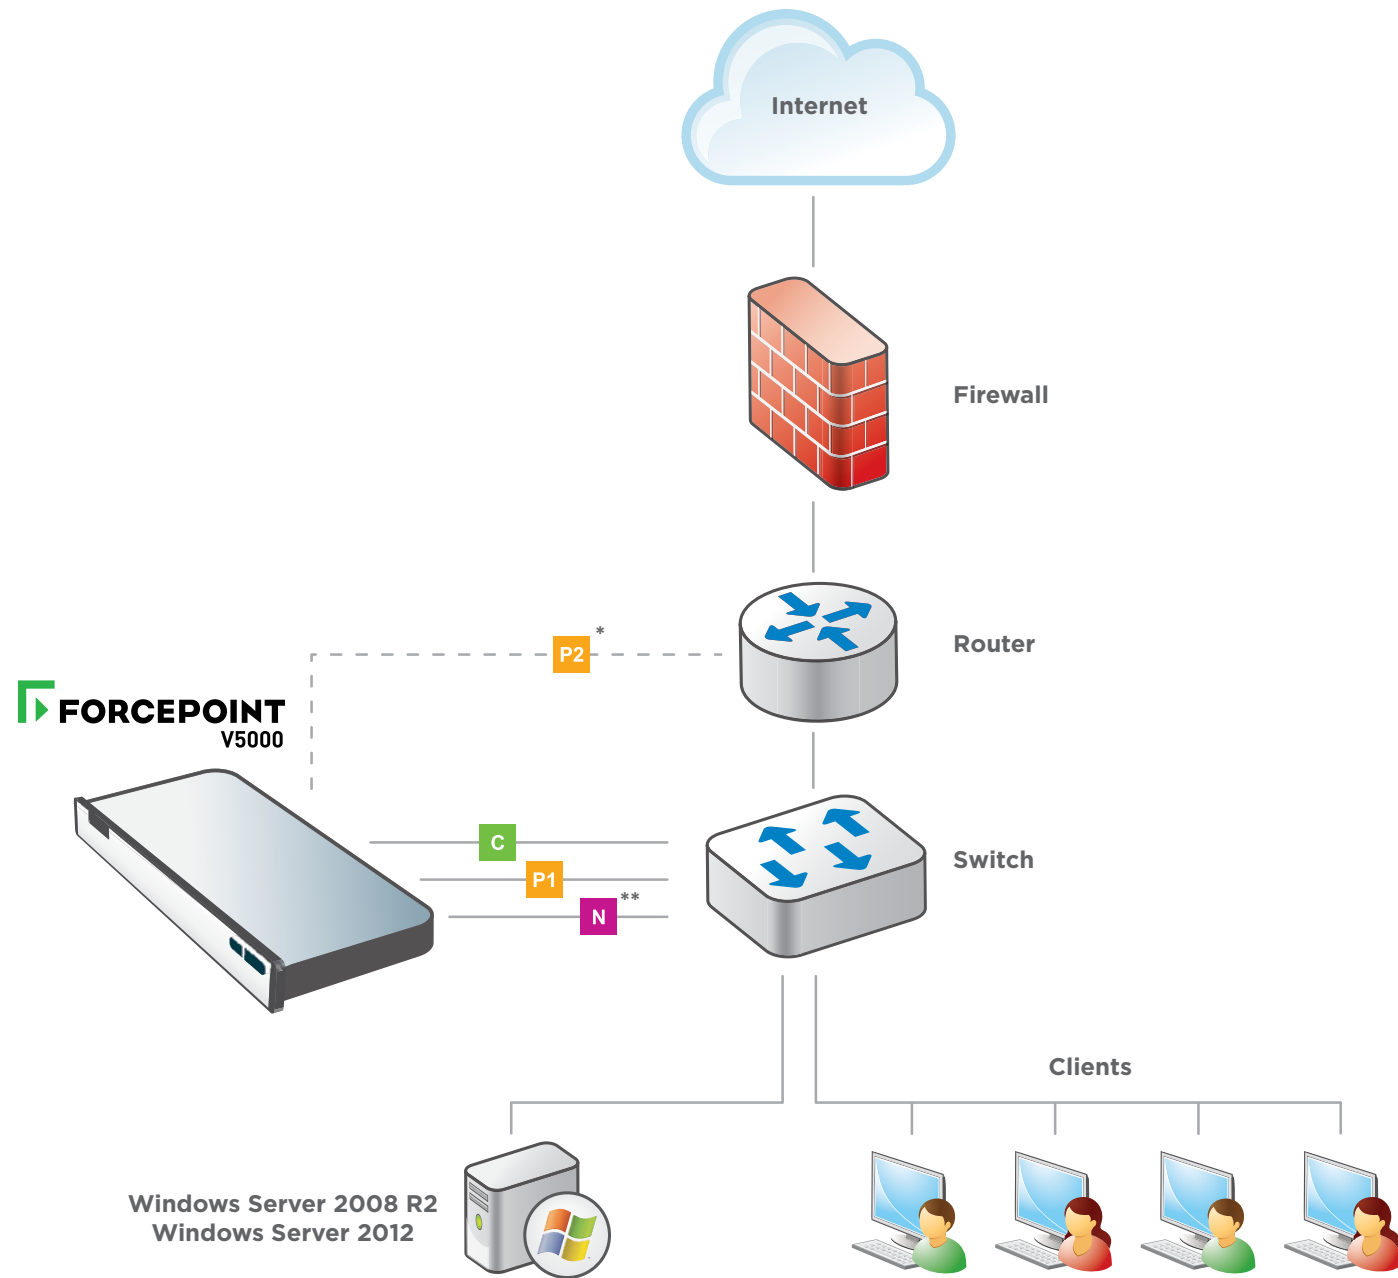 Internet
Firewall
P2 *
Router
FORCEPOINT
V5000
C
Switch
P1
N **
Clients
Windows Server 2008 R2
Windows Server 2012